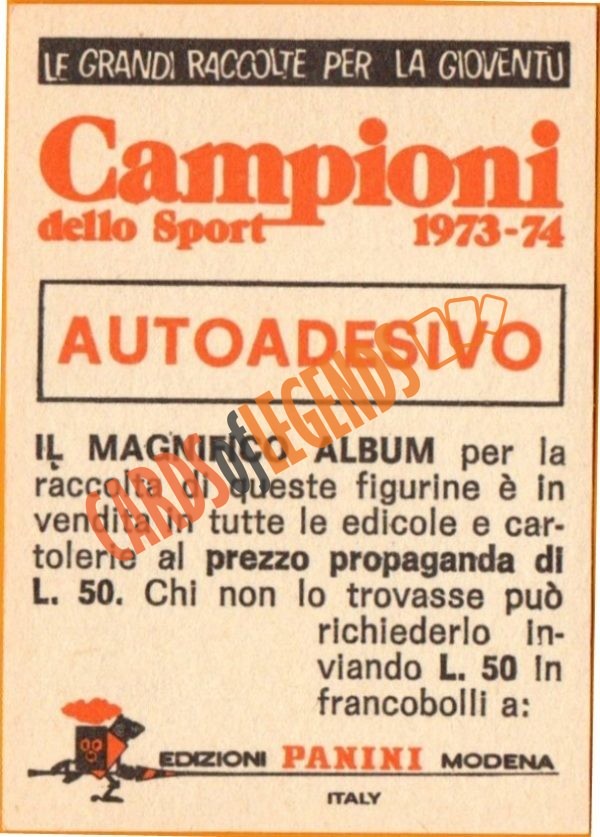 LE GRANDI RACCOLTE PER LA GIOVENTÙ
Campioni
dello Sport 1973-74
AUTOADESIVO
IL MAGNIFICO ALBUM per la
raccolta di queste figurine è in
vendita in tutte le edicole e car-
tolerie al prezzo propaganda di
L. 50. Chi non lo trovasse può
richiederlo in-
viando L. 50 in
francobolli a:
EDIZIONI PANINI MODENA
ITALY
CARDS of LEGENDS